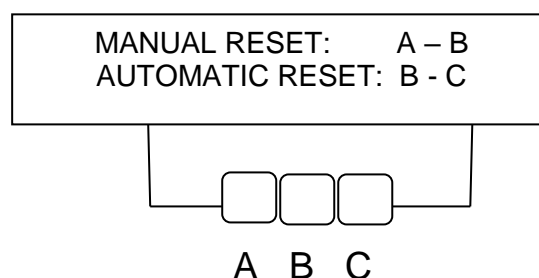 MANUAL RESET: A – B
AUTOMATIC RESET: B - C
A B C